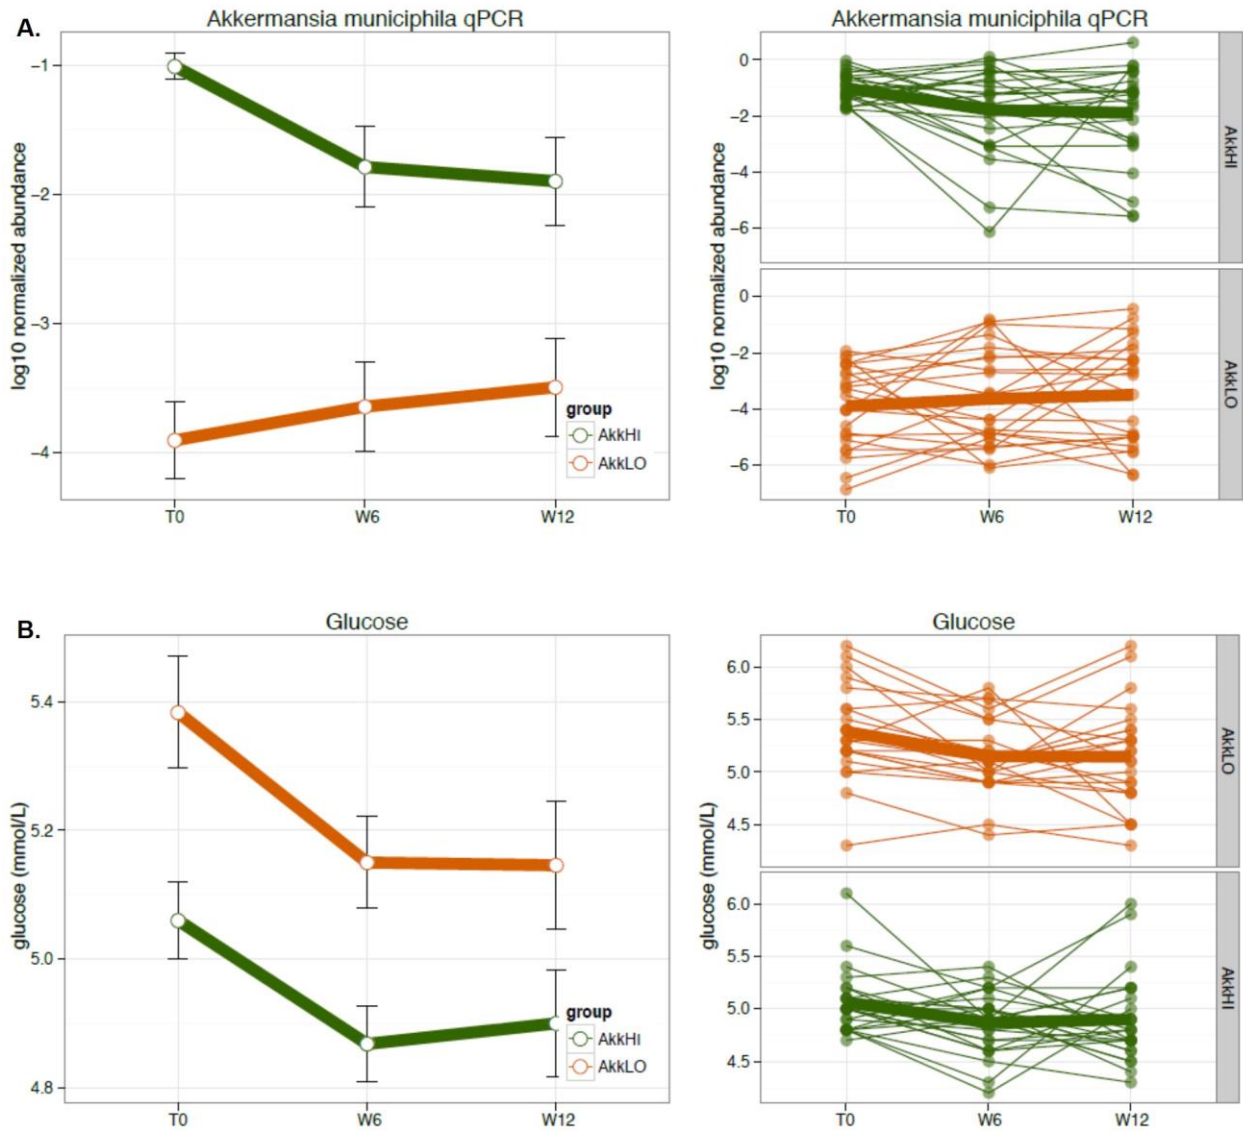 A.
Akkermansia municiphila qPCR
log10 normalized abundance
−1
−2
−3
−4
T0
W6
W12
group
AkkHI
AkkLO
Akkermansia municiphila qPCR
log10 normalized abundance
0
−2
−4
−6
AkkHI
0
−2
−4
−6
AkkLO
T0
W6
W12
B.
Glucose
glucose (mmol/L)
5.4
5.2
5.0
4.8
T0
W6
W12
group
AkkHI
AkkLO
Glucose
glucose (mmol/L)
6.0
5.5
5.0
4.5
AkkLO
6.0
5.5
5.0
4.5
AkkHI
T0
W6
W12